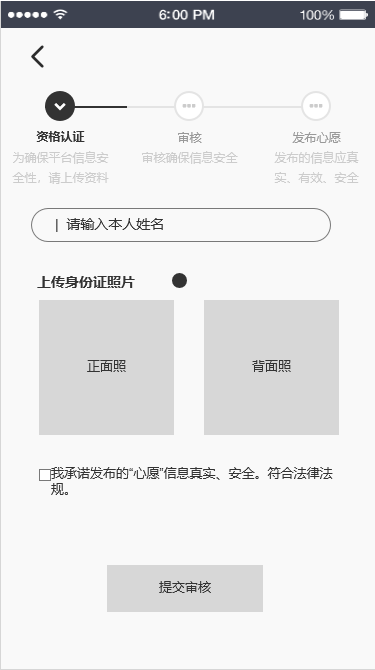 6:00 PM
100%
资格认证
审核
发布心愿
为确保平台信息安
全性，请上传资料
审核确保信息安全
发布的信息应真
实、有效、安全
| 请输入本人姓名
上传身份证照片
正面照
背面照
我承诺发布的“心愿”信息真实、安全。符合法律法
规。
提交审核